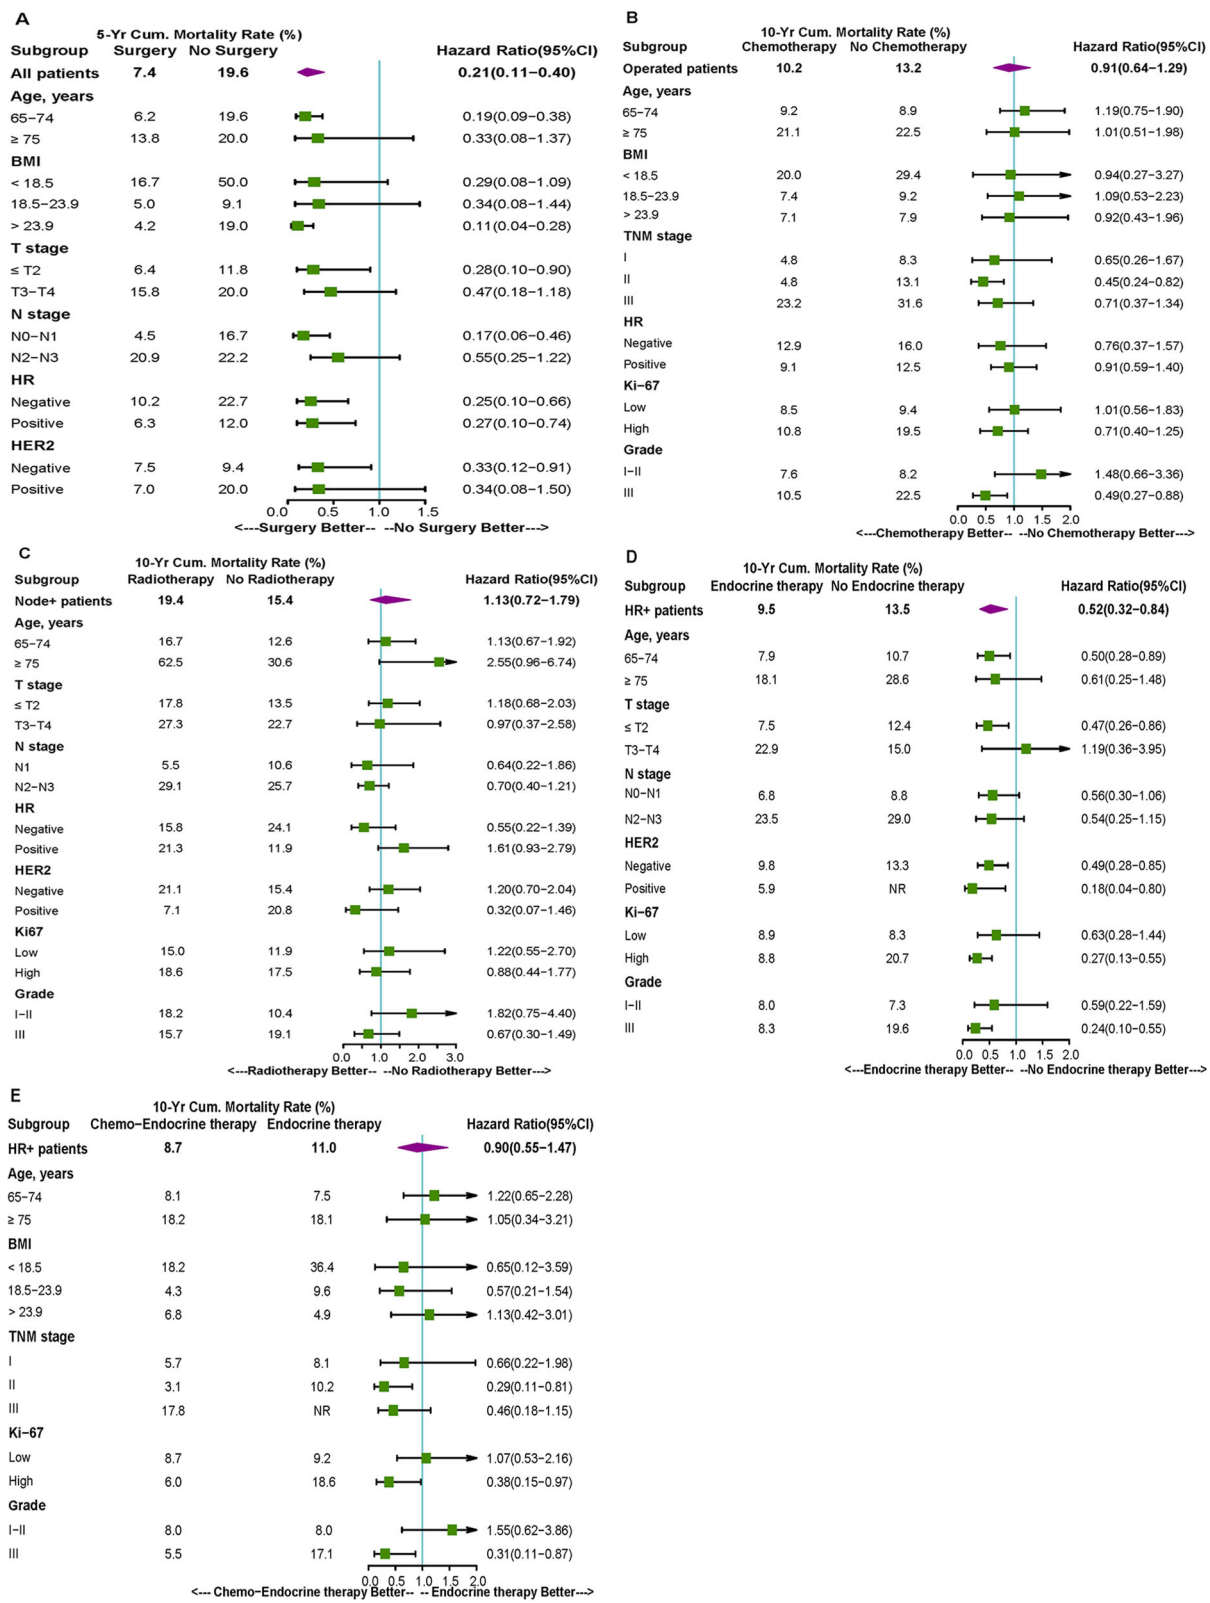 A
5-Yr Cum. Mortality Rate (%)
Subgroup Surgery No Surgery Hazard Ratio(95%CI)
All patients 7.4 19.6 0.21(0.11−0.40)
Age, years
65−74 6.2 19.6 0.19(0.09−0.38)
≥ 75 13.8 20.0 0.33(0.08−1.37)
BMI
< 18.5 16.7 50.0 0.29(0.08−1.09)
18.5−23.9 5.0 9.1 0.34(0.08−1.44)
> 23.9 4.2 19.0 0.11(0.04−0.28)
T stage
≤ T2 6.4 11.8 0.28(0.10−0.90)
T3−T4 15.8 20.0 0.47(0.18−1.18)
N stage
N0−N1 4.5 16.7 0.17(0.06−0.46)
N2−N3 20.9 22.2 0.55(0.25−1.22)
HR
Negative 10.2 22.7 0.25(0.10−0.66)
Positive 6.3 12.0 0.27(0.10−0.74)
HER2
Negative 7.5 9.4 0.33(0.12−0.91)
Positive 7.0 20.0 0.34(0.08−1.50)
0.0 0.5 1.0 1.5
<---Surgery Better-- --No Surgery Better--->
B
10-Yr Cum. Mortality Rate (%)
Subgroup Chemotherapy No Chemotherapy Hazard Ratio(95%CI)
Operated patients 10.2 13.2 0.91(0.64−1.29)
Age, years
65−74 9.2 8.9 1.19(0.75−1.90)
≥ 75 21.1 22.5 1.01(0.51−1.98)
BMI
< 18.5 20.0 29.4 0.94(0.27−3.27)
18.5−23.9 7.4 9.2 1.09(0.53−2.23)
> 23.9 7.1 7.9 0.92(0.43−1.96)
TNM stage
I 4.8 8.3 0.65(0.26−1.67)
II 4.8 13.1 0.45(0.24−0.82)
III 23.2 31.6 0.71(0.37−1.34)
HR
Negative 12.9 16.0 0.76(0.37−1.57)
Positive 9.1 12.5 0.91(0.59−1.40)
Ki−67
Low 8.5 9.4 1.01(0.56−1.83)
High 10.8 19.5 0.71(0.40−1.25)
Grade
I−II 7.6 8.2 1.48(0.66−3.36)
III 10.5 22.5 0.49(0.27−0.88)
0.0 0.5 1.0 1.5 2.0
<---Chemotherapy Better-- --No Chemotherapy Better--->
C
10-Yr Cum. Mortality Rate (%)
Subgroup Radiotherapy No Radiotherapy Hazard Ratio(95%CI)
Node+ patients 19.4 15.4 1.13(0.72−1.79)
Age, years
65−74 16.7 12.6 1.13(0.67−1.92)
≥ 75 62.5 30.6 2.55(0.96−6.74)
T stage
≤ T2 17.8 13.5 1.18(0.68−2.03)
T3−T4 27.3 22.7 0.97(0.37−2.58)
N stage
N1 5.5 10.6 0.64(0.22−1.86)
N2−N3 29.1 25.7 0.70(0.40−1.21)
HR
Negative 15.8 24.1 0.55(0.22−1.39)
Positive 21.3 11.9 1.61(0.93−2.79)
HER2
Negative 21.1 15.4 1.20(0.70−2.04)
Positive 7.1 20.8 0.32(0.07−1.46)
Ki67
Low 15.0 11.9 1.22(0.55−2.70)
High 18.6 17.5 0.88(0.44−1.77)
Grade
I−II 18.2 10.4 1.82(0.75−4.40)
III 15.7 19.1 0.67(0.30−1.49)
0.0 1.0 2.0 3.0
<---Radiotherapy Better-- --No Radiotherapy Better--->
D
10-Yr Cum. Mortality Rate (%)
Subgroup Endocrine therapy No Endocrine therapy Hazard Ratio(95%CI)
HR+ patients 9.5 13.5 0.52(0.32−0.84)
Age, years
65−74 7.9 10.7 0.50(0.28−0.89)
≥ 75 18.1 28.6 0.61(0.25−1.48)
T stage
≤ T2 7.5 12.4 0.47(0.26−0.86)
T3−T4 22.9 15.0 1.19(0.36−3.95)
N stage
N0−N1 6.8 8.8 0.56(0.30−1.06)
N2−N3 23.5 29.0 0.54(0.25−1.15)
HER2
Negative 9.8 13.3 0.49(0.28−0.85)
Positive 5.9 NR 0.18(0.04−0.80)
Ki−67
Low 8.9 8.3 0.63(0.28−1.44)
High 8.8 20.7 0.27(0.13−0.55)
Grade
I−II 8.0 7.3 0.59(0.22−1.59)
III 8.3 19.6 0.24(0.10−0.55)
0.0 0.5 1.0 1.5 2.0
<---Endocrine therapy Better-- --No Endocrine therapy Better--->
E
10-Yr Cum. Mortality Rate (%)
Subgroup Chemo−Endocrine therapy Endocrine therapy Hazard Ratio(95%CI)
HR+ patients 8.7 11.0 0.90(0.55−1.47)
Age, years
65−74 8.1 7.5 1.22(0.65−2.28)
≥ 75 18.2 18.1 1.05(0.34−3.21)
BMI
< 18.5 18.2 36.4 0.65(0.12−3.59)
18.5−23.9 4.3 9.6 0.57(0.21−1.54)
> 23.9 6.8 4.9 1.13(0.42−3.01)
TNM stage
I 5.7 8.1 0.66(0.22−1.98)
II 3.1 10.2 0.29(0.11−0.81)
III 17.8 NR 0.46(0.18−1.15)
Ki−67
Low 8.7 9.2 1.07(0.53−2.16)
High 6.0 18.6 0.38(0.15−0.97)
Grade
I−II 8.0 8.0 1.55(0.62−3.86)
III 5.5 17.1 0.31(0.11−0.87)
0.0 0.5 1.0 1.5 2.0
<--- Chemo−Endocrine therapy Better-- -- Endocrine therapy Better--->